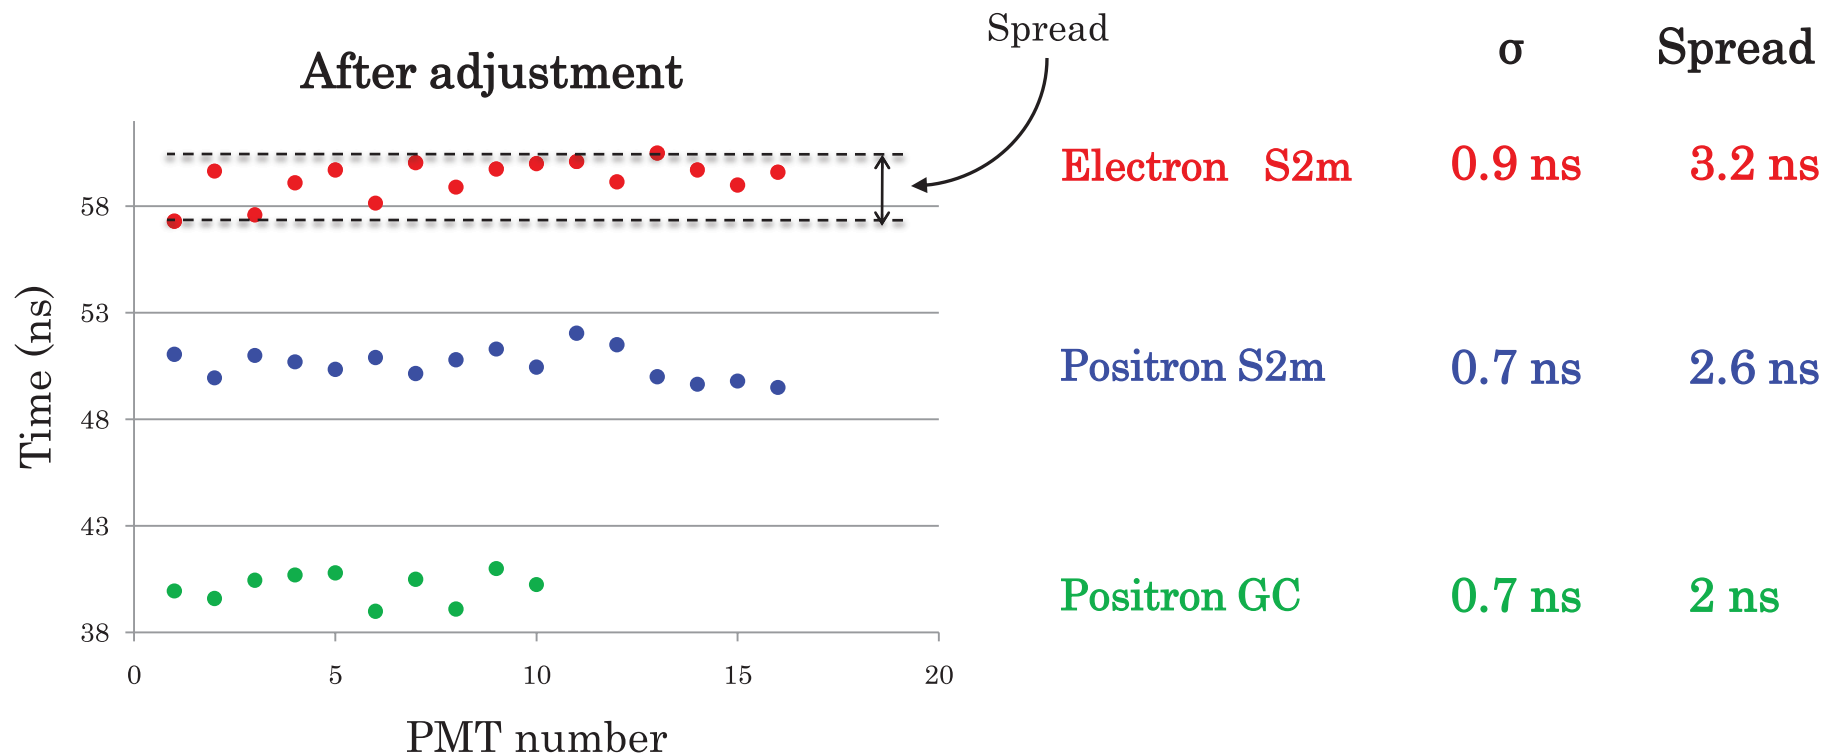 Spread
After adjustment
σ Spread
Electron S2m 0.9 ns 3.2 ns
58
53
Positron S2m 0.7 ns 2.6 ns
48
Time (ns)
43
Positron GC 0.7 ns 2 ns
38
0 5 10 15 20
PMT number